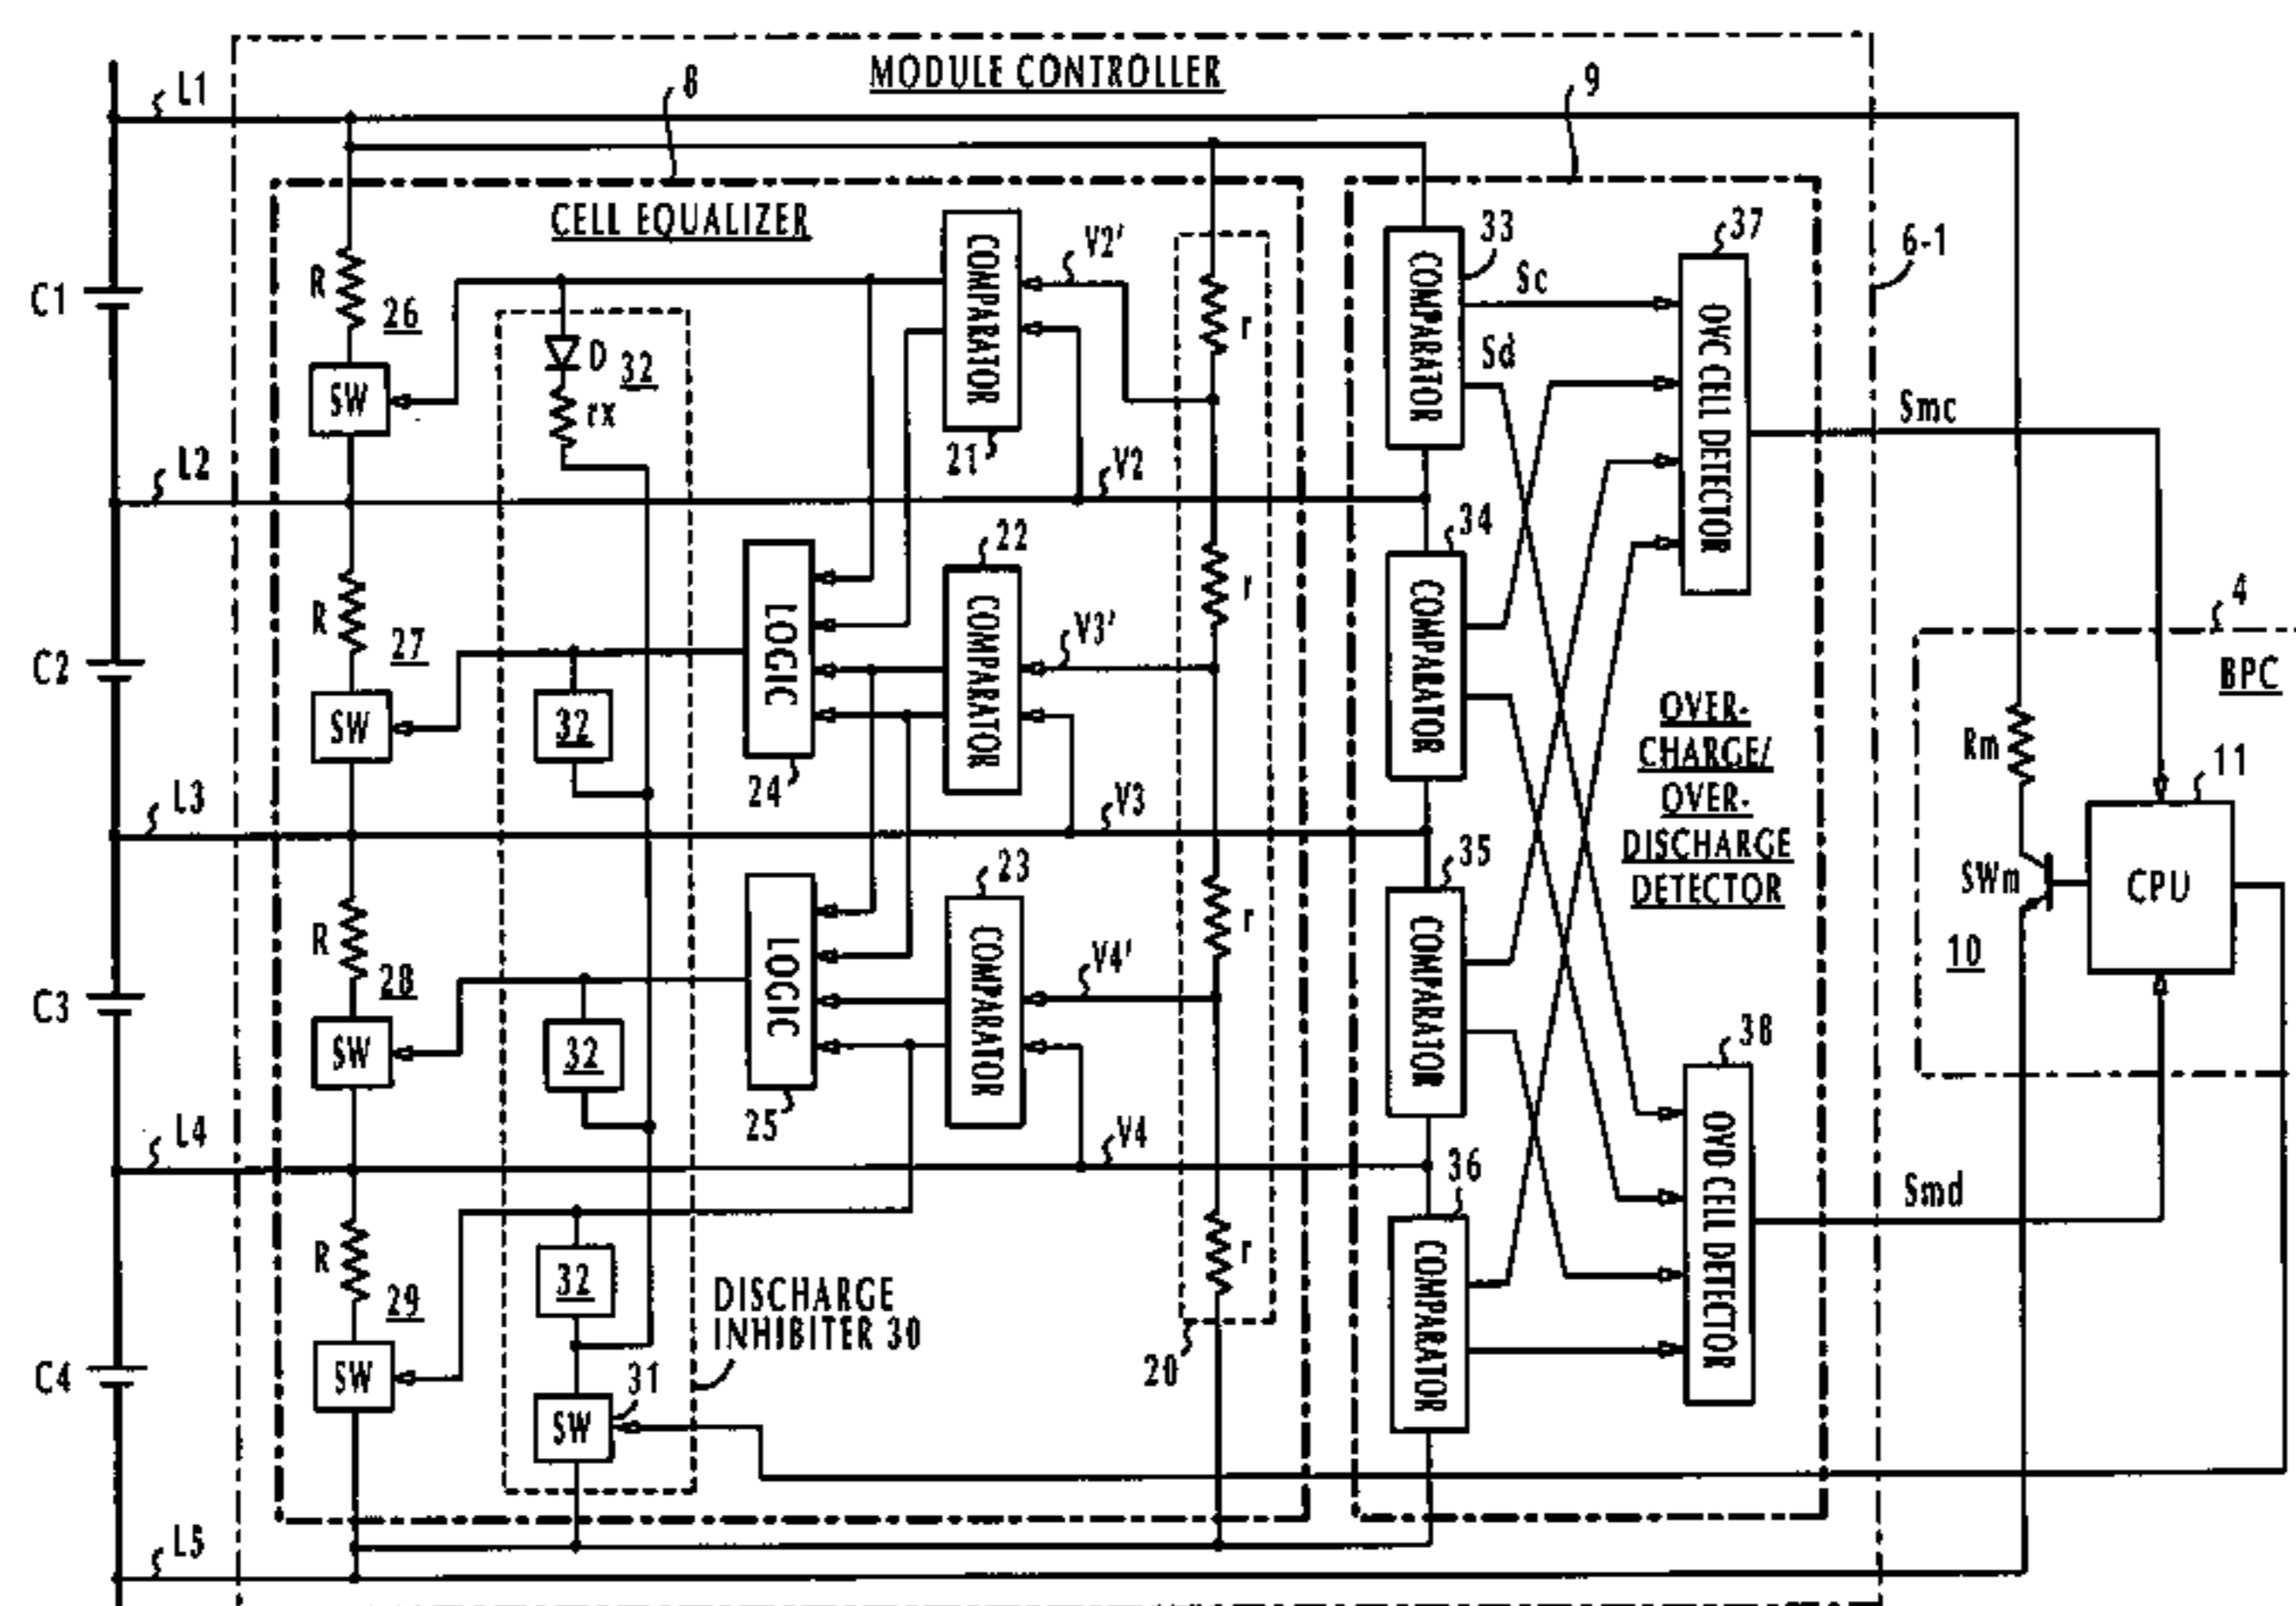 MODULE CONTROLLER
L1
8
9
CELL EQUALIZER
COMPARATOR
V2'
33
37
6-1
C1
R
26
D
32
rx
r
COMPARATOR
Sc
Sd
OVC CELL DETECTOR
SW
21
V2
Smc
L2
34
22
4
R
27
LOGIC
COMPARATOR
V3'
r
COMPARATOR
BPC
C2
SW
32
24
OVER-
CHARGE/
OVER-
DISCHARGE
DETECTOR
Rm
11
L3
V3
35
23
SWm
CPU
R
28
LOGIC
COMPARATOR
V4'
r
COMPARATOR
10
C3
SW
32
25
38
L4
V4
36
OVD CELL DETECTOR
Smd
R
29
32
DISCHARGE
INHIBITER 30
r
COMPARATOR
C4
SW
31
SW
20
L5